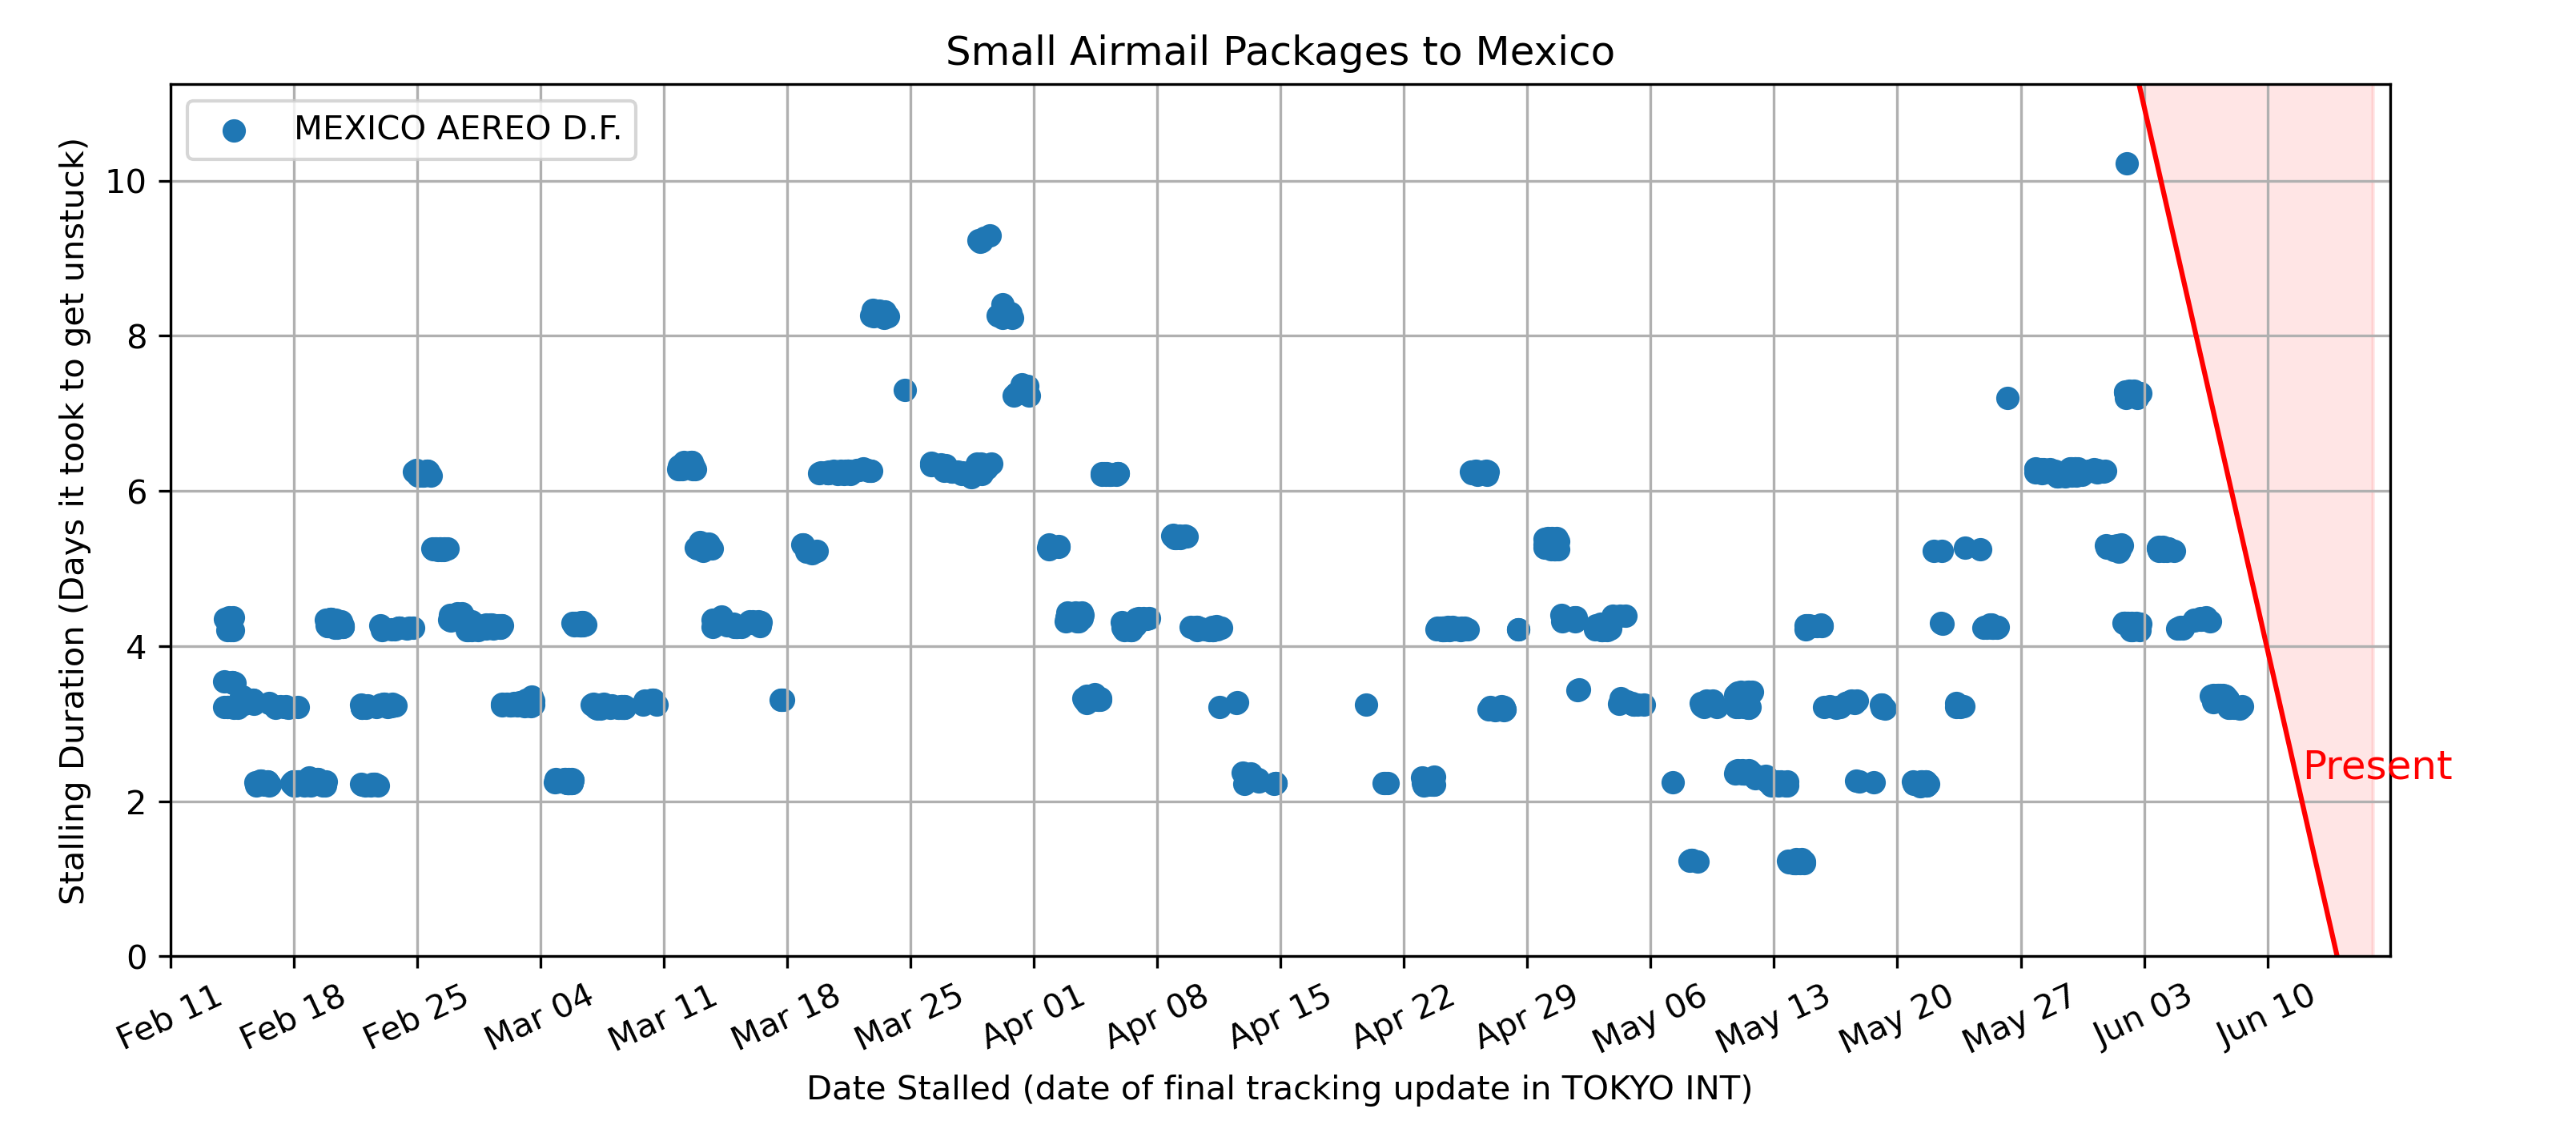 Small Airmail Packages to Mexico
MEXICO AEREO D.F.
Stalling Duration (Days it took to get unstuck)
10
8
6
4
2
0
Present
Feb 11
Feb 18
Feb 25
Mar 04
Mar 11
Mar 18
Mar 25
Apr 01
Apr 08
Apr 15
Apr 22
Apr 29
May 06
May 13
May 20
May 27
Jun 03
Jun 10
Date Stalled (date of final tracking update in TOKYO INT)